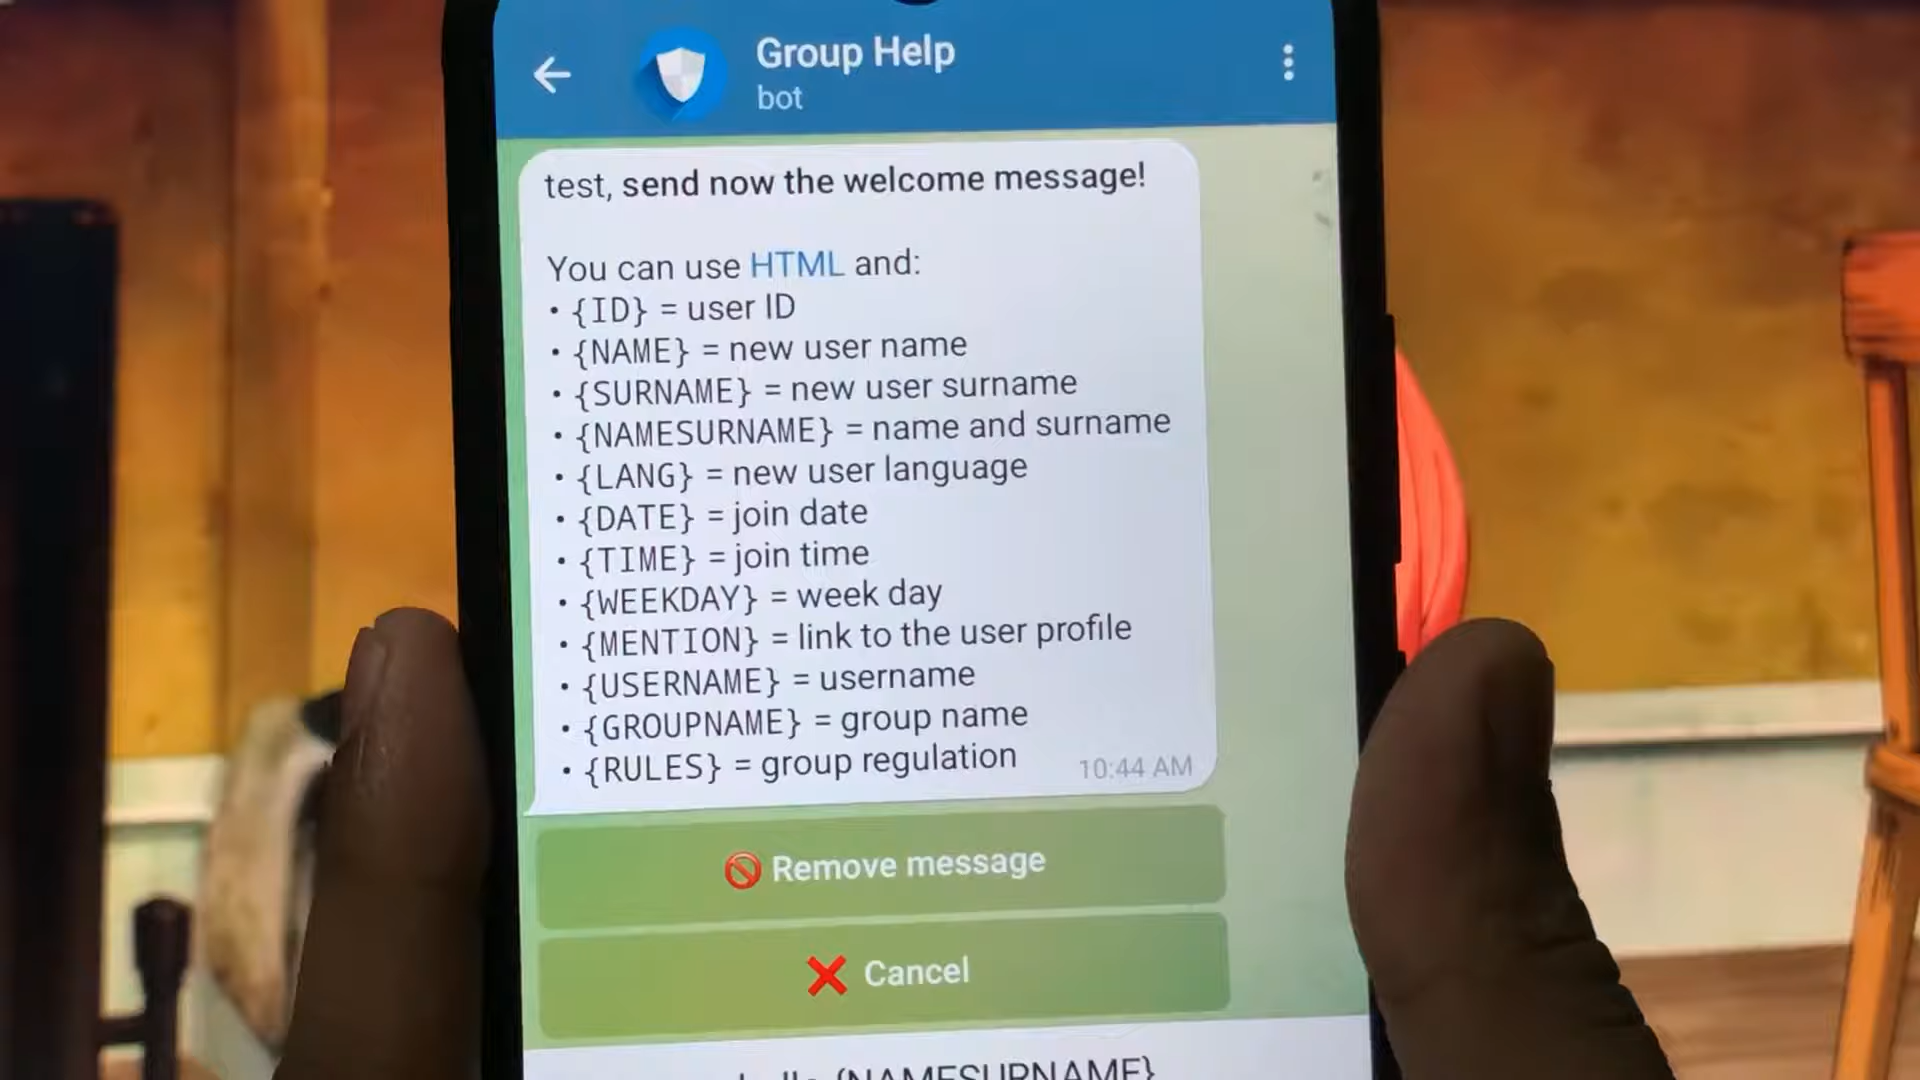 Group Help
bot
test, send now the welcome message!
You can use HTML and:
• {ID} = user ID
• {NAME} = new user name
• {SURNAME} = new user surname
• {NAMESURNAME} = name and surname
• {LANG} = new user language
• {DATE} = join date
• {TIME} = join time
• {WEEKDAY} = week day
• {MENTION} = link to the user profile
• {USERNAME} = username
• {GROUPNAME} = group name
• {RULES} = group regulation
10:44 AM
🚫 Remove message
❌ Cancel
{NAMESURNAME}